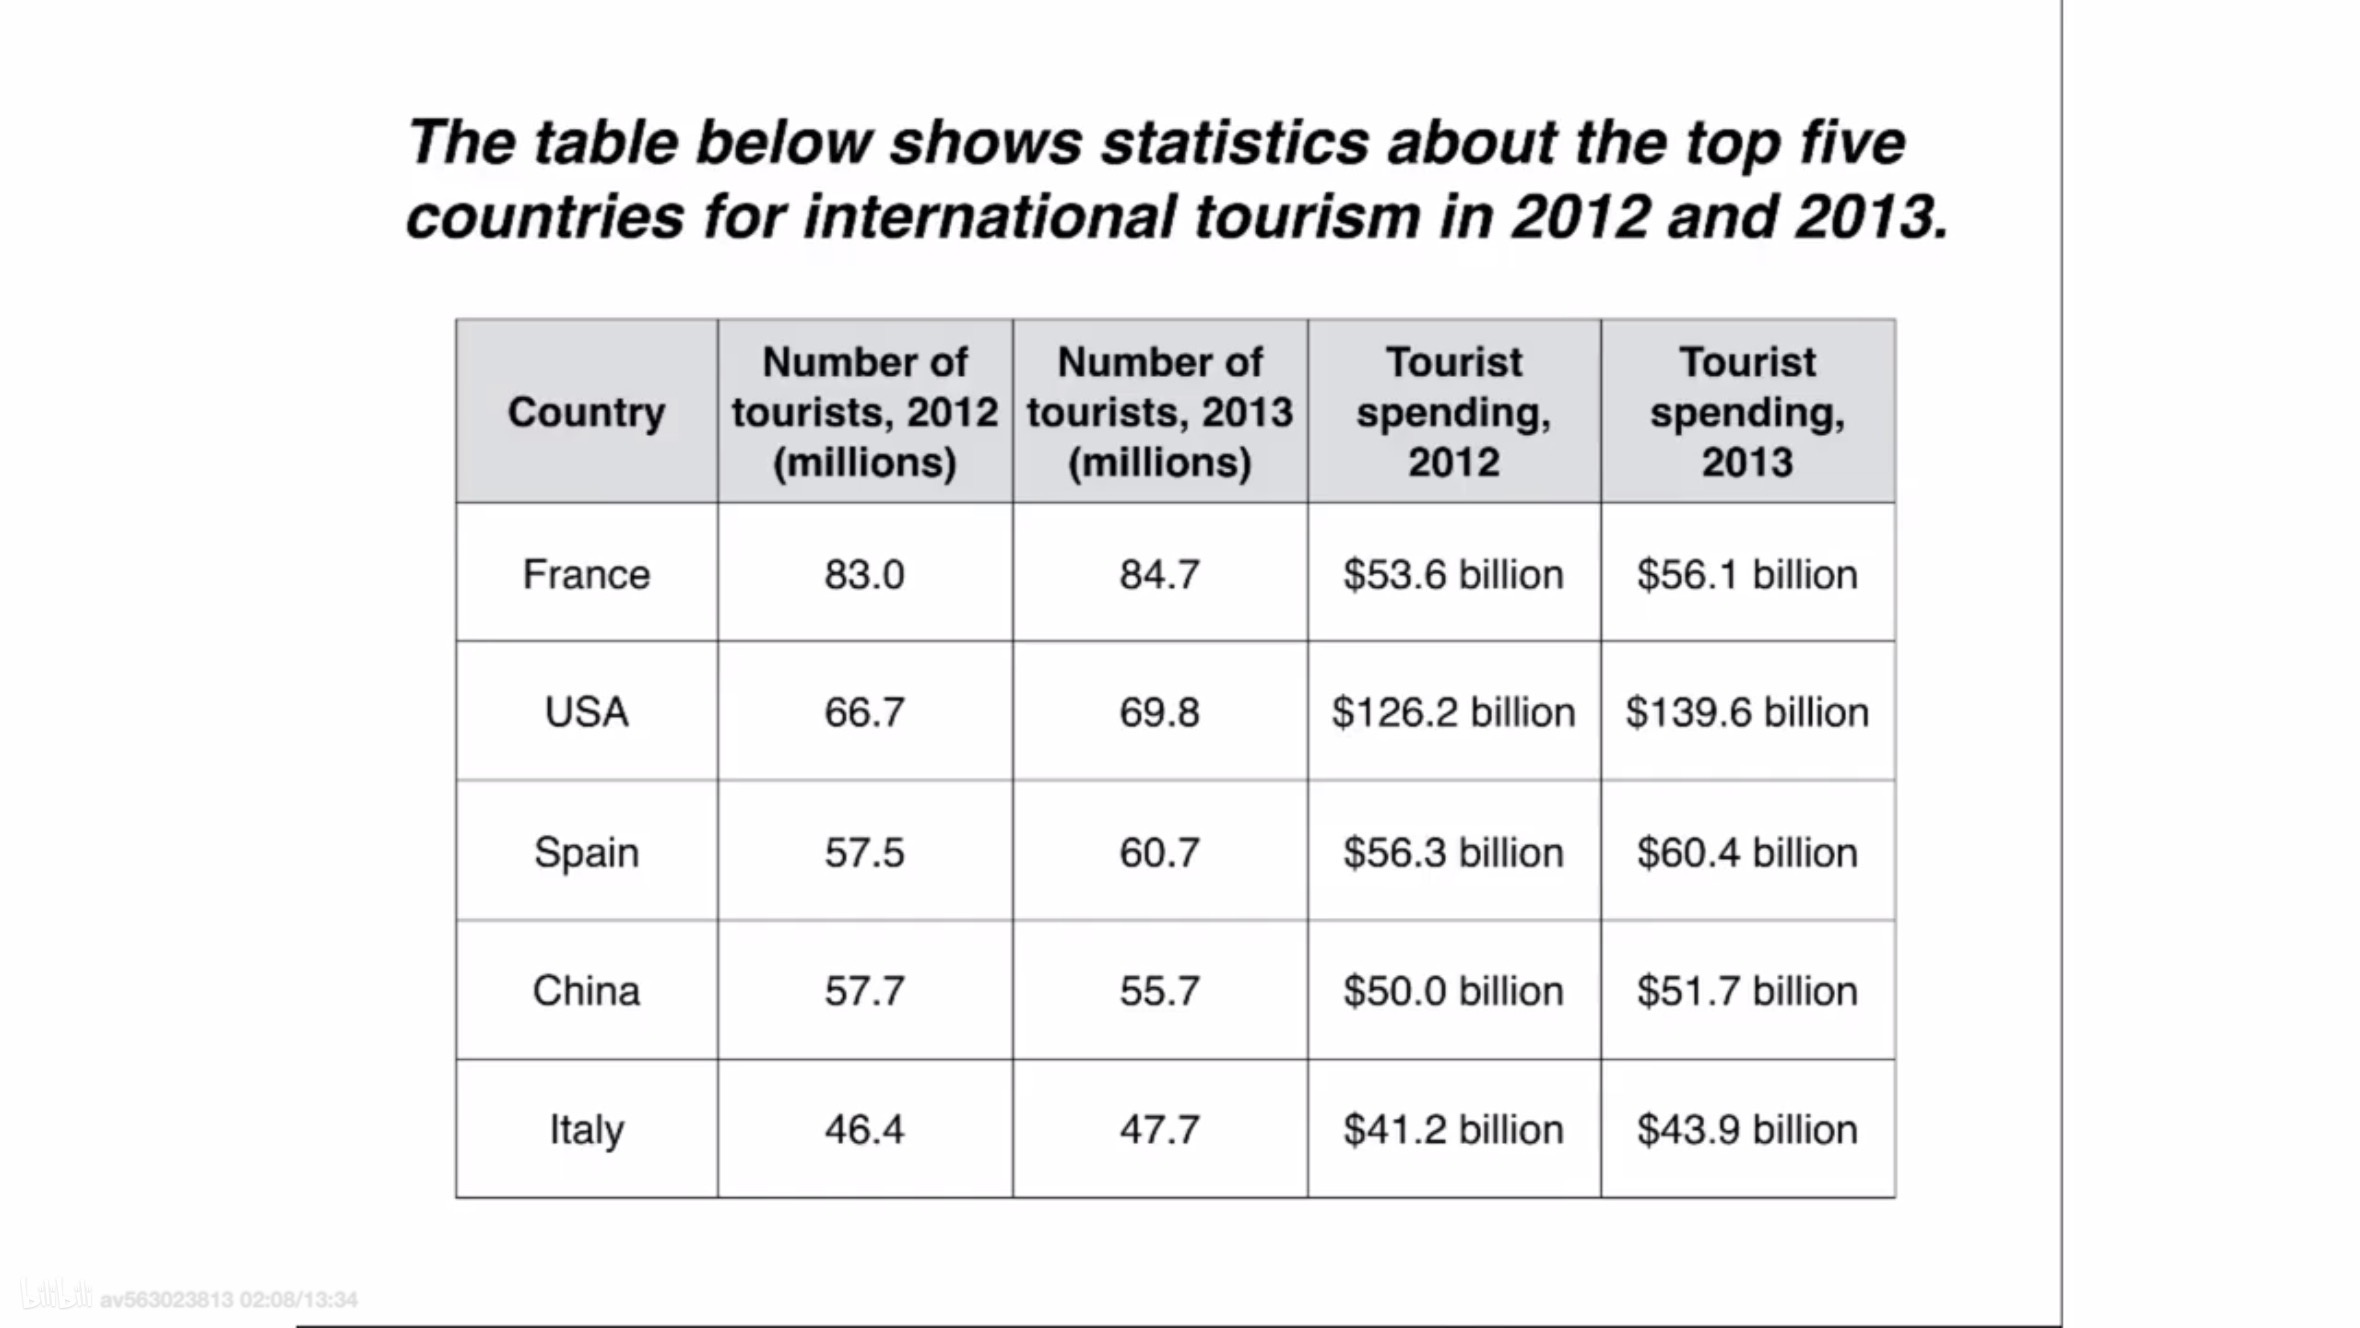 The table below shows statistics about the top five
countries for international tourism in 2012 and 2013.
Country
Number of
tourists, 2012
(millions)
Number of
tourists, 2013
(millions)
Tourist
spending,
2012
Tourist
spending,
2013
France 83.0 84.7 $53.6 billion $56.1 billion
USA 66.7 69.8 $126.2 billion $139.6 billion
Spain 57.5 60.7 $56.3 billion $60.4 billion
China 57.7 55.7 $50.0 billion $51.7 billion
Italy 46.4 47.7 $41.2 billion $43.9 billion
bilibili av563023813 02:08/13:34